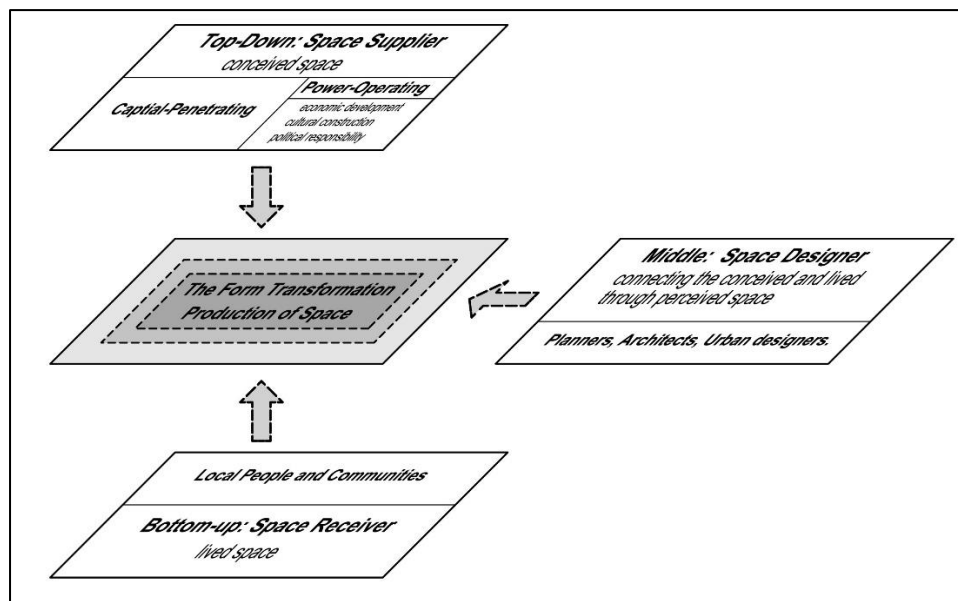 Top-Down: Space Supplier
conceived space
Captial-Penetrating
Power-Operating
economic development
cultural construction
political responsibility
The Form Transformation
Production of Space
Middle: Space Designer
connecting the conceived and lived
through perceived space
Planners, Architects, Urban designers.
Local People and Communities
Bottom-up: Space Receiver
lived space